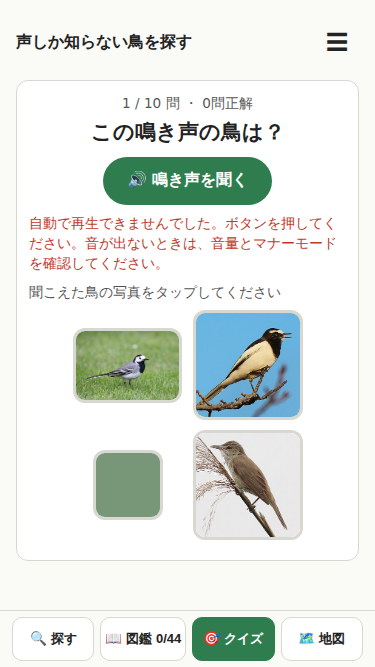 声しか知らない鳥を探す
1 / 10 問 ・ 0問正解
この鳴き声の鳥は？
🔊 鳴き声を聞く
自動で再生できませんでした。ボタンを押してく
ださい。音が出ないときは、音量とマナーモード
を確認してください。
聞こえた鳥の写真をタップしてください
🔍 探す
📖 図鑑 0/44
🎯 クイズ
🗺️ 地図